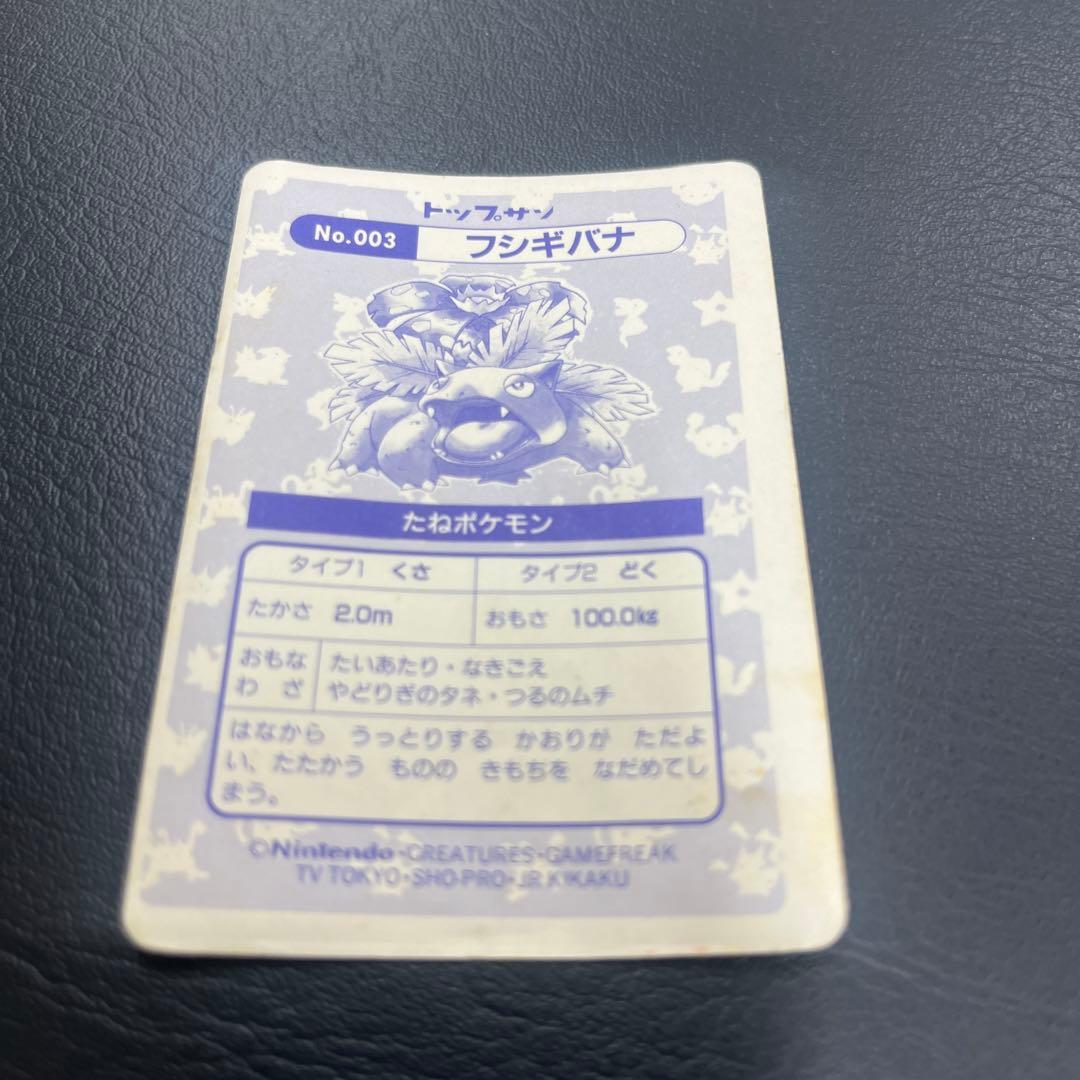 トップサン
No.003 フシギバナ
たねポケモン
タイプ1 くさ タイプ2 どく
たかさ 2.0m おもさ 100.0kg
おもな たいあたり・なきごえ
わ ざ やどりぎのタネ・つるのムチ
はなから うっとりする かおりが ただよ
い、たたかう ものの きもちを なだめてし
まう。
©Nintendo・CREATURES・GAMEFREAK
TV TOKYO・SHO-PRO・JR KIKAKU